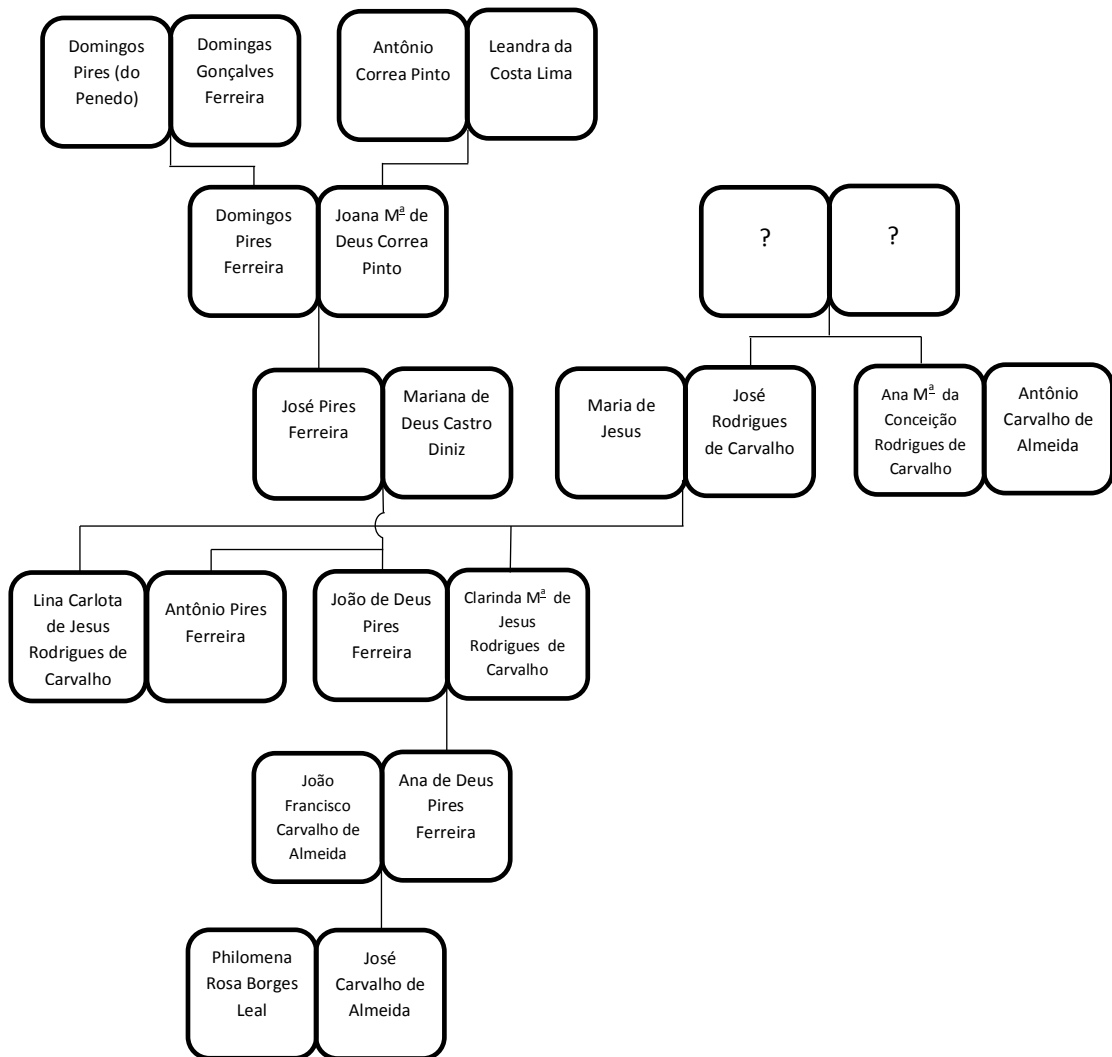 Domingos
Pires (do
Penedo)
Domingas
Gonçalves
Ferreira
Antônio
Correa Pinto
Leandra da
Costa Lima
Domingos
Pires
Ferreira
Joana Mª de
Deus Correa
Pinto
?
?
José Pires
Ferreira
Mariana de
Deus Castro
Diniz
Maria de
Jesus
José
Rodrigues
de Carvalho
Ana Mª da
Conceição
Rodrigues de
Carvalho
Antônio
Carvalho de
Almeida
Lina Carlota
de Jesus
Rodrigues de
Carvalho
Antônio Pires
Ferreira
João de Deus
Pires
Ferreira
Clarinda Mª de
Jesus
Rodrigues de
Carvalho
João
Francisco
Carvalho de
Almeida
Ana de Deus
Pires
Ferreira
Philomena
Rosa Borges
Leal
José
Carvalho de
Almeida